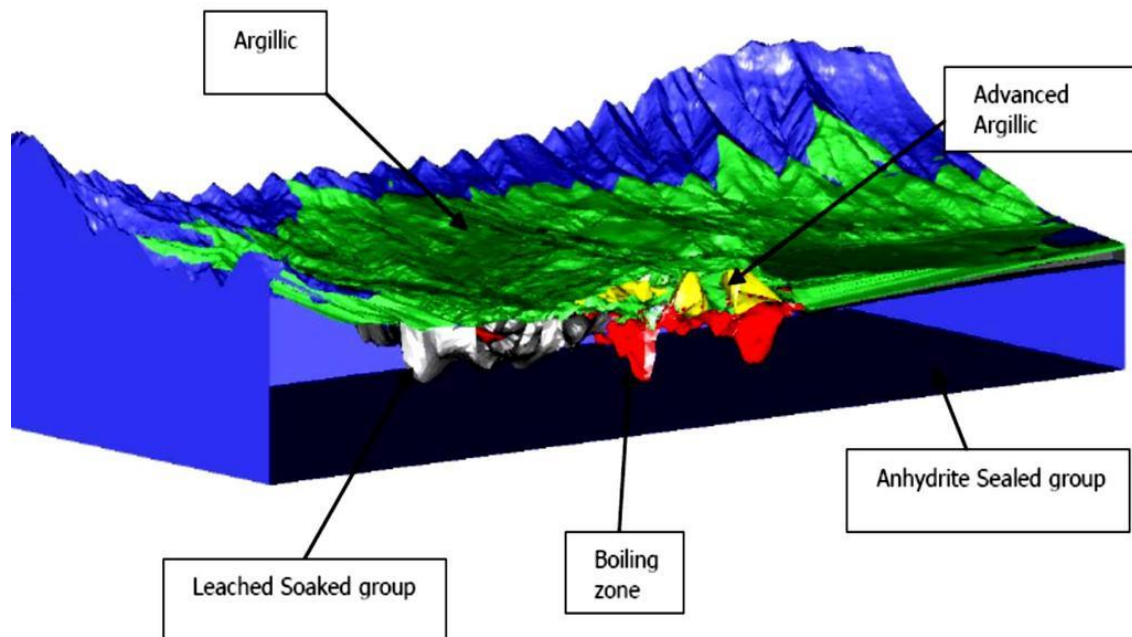 Argillic
Advanced
Argillic
Anhydrite Sealed group
Boiling
zone
Leached Soaked group